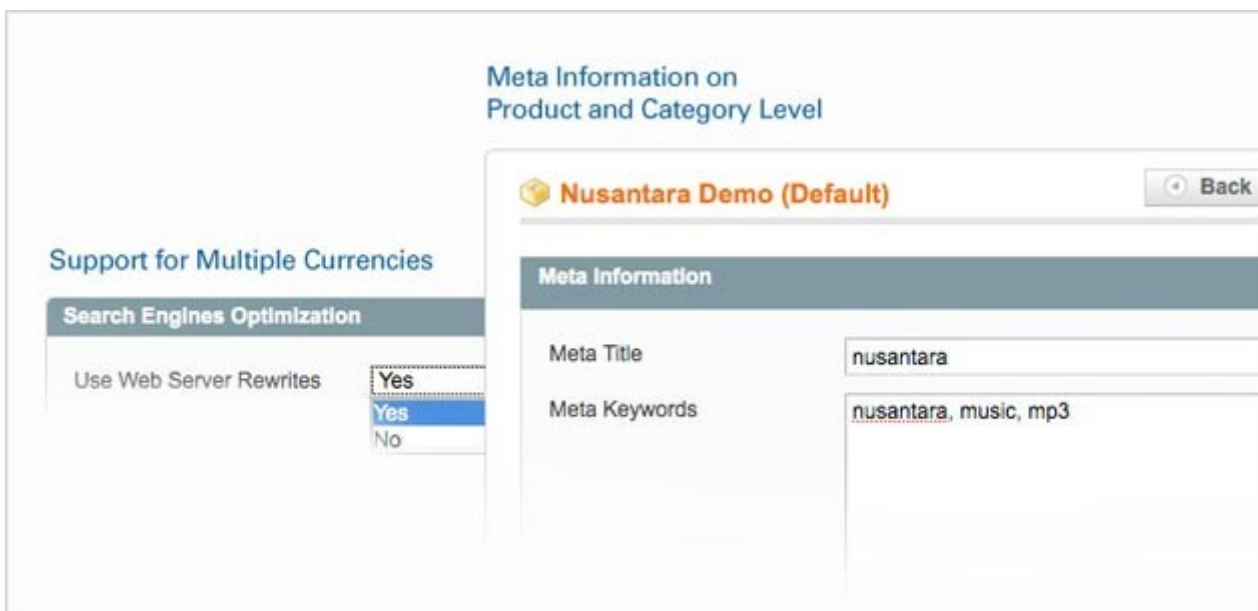 Meta Information on
Product and Category Level
Nusantara Demo (Default)
Back
Support for Multiple Currencies
Meta Information
Search Engines Optimization
Meta Title
nusantara
Use Web Server Rewrites
Yes
Yes
No
Meta Keywords
nusantara, music, mp3